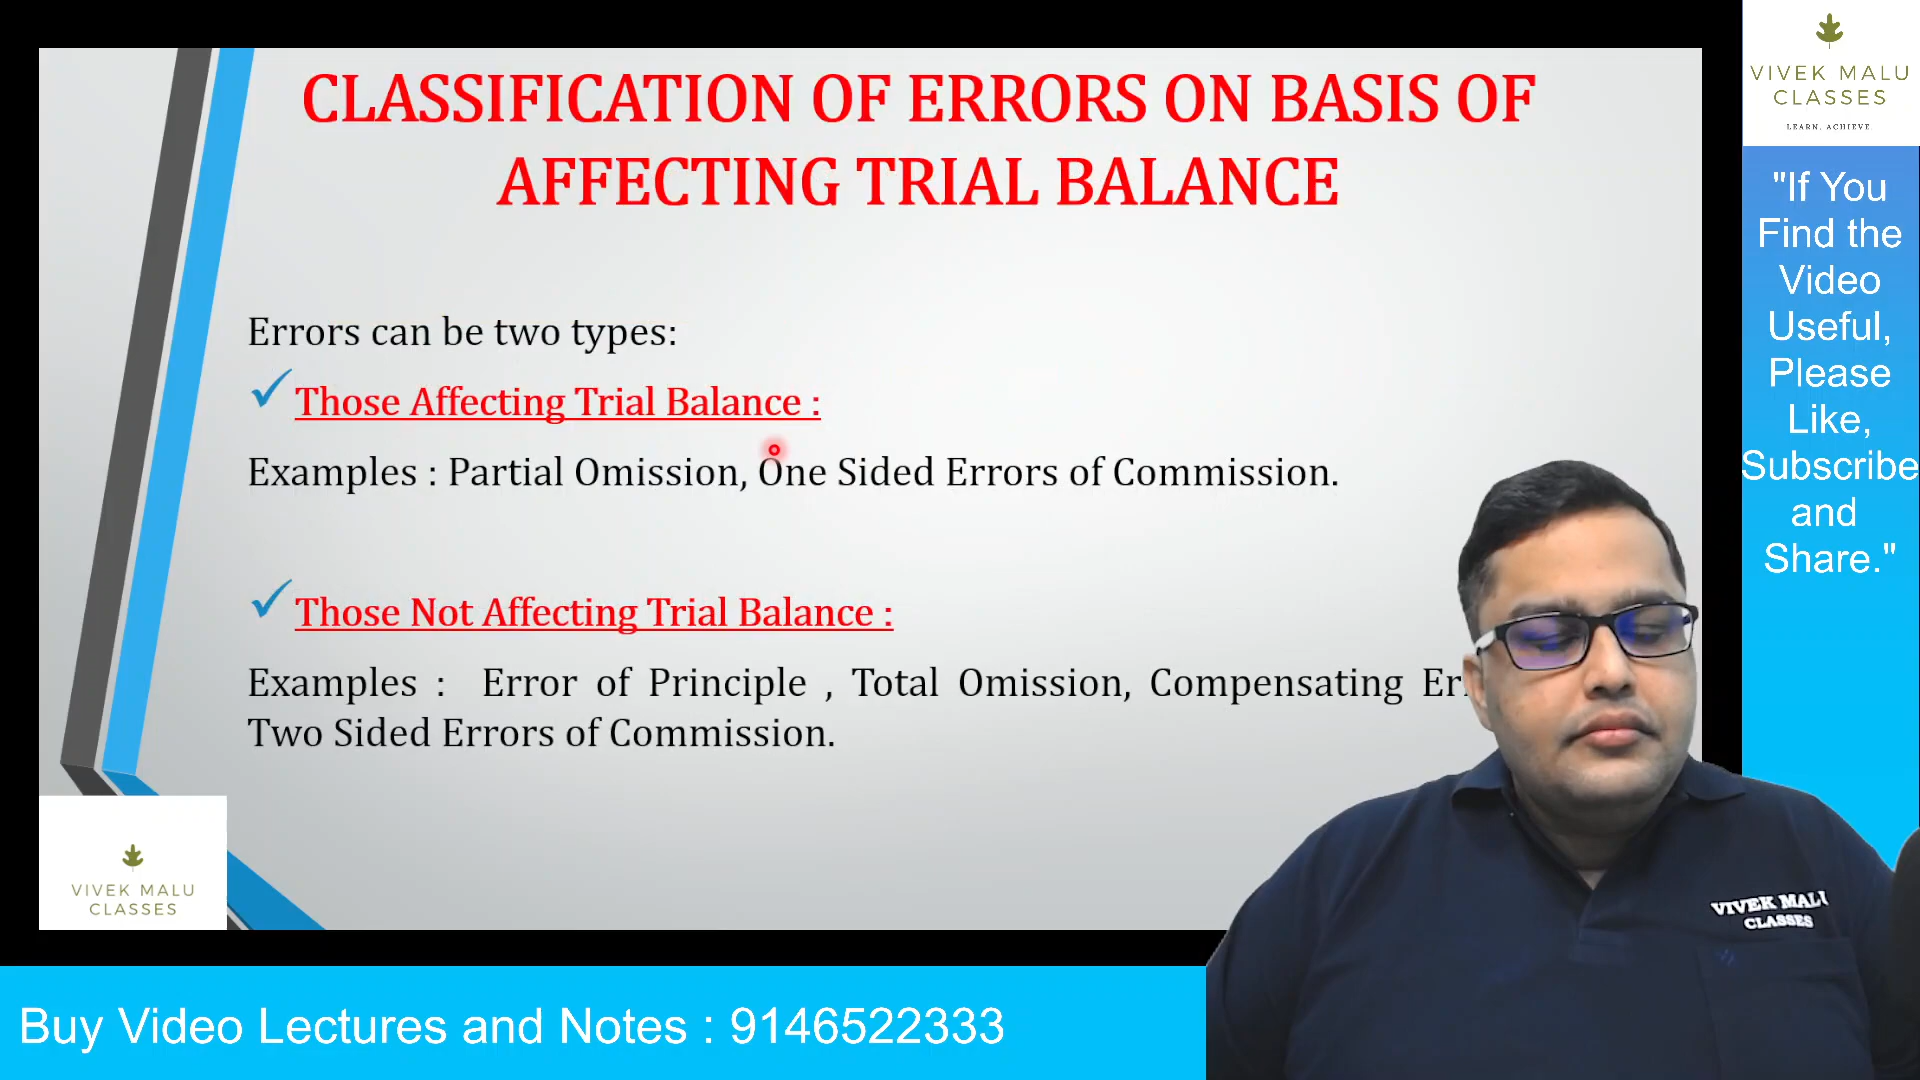 CLASSIFICATION OF ERRORS ON BASIS OF
AFFECTING TRIAL BALANCE
Errors can be two types:
Those Affecting Trial Balance :
Examples : Partial Omission, One Sided Errors of Commission.
Those Not Affecting Trial Balance :
Examples : Error of Principle , Total Omission, Compensating
Two Sided Errors of Commission.
VIVEK MALU
CLASSES
VIVEK MALU
CLASSES
LEARN. ACHIEVE.
"If You
Find the
Video
Useful,
Please
Like,
Subscribe
and
Share."
VIVEK MALU
CLASSES
Buy Video Lectures and Notes : 9146522333